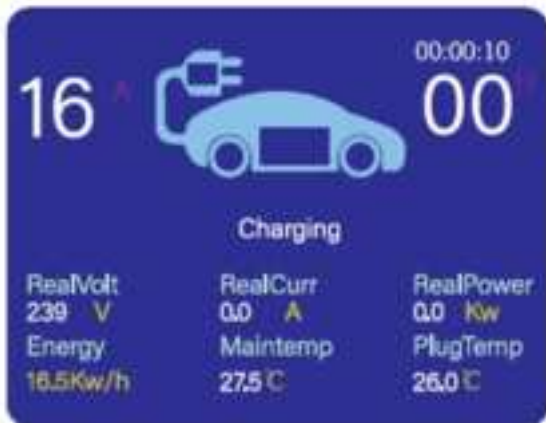 00:00:10
16 A 00 H
Charging
RealVolt RealCurr RealPower
239 V 0.0 A 0.0 Kw
Energy Maintemp PlugTemp
16.5Kw/h 27.5℃ 26.0℃